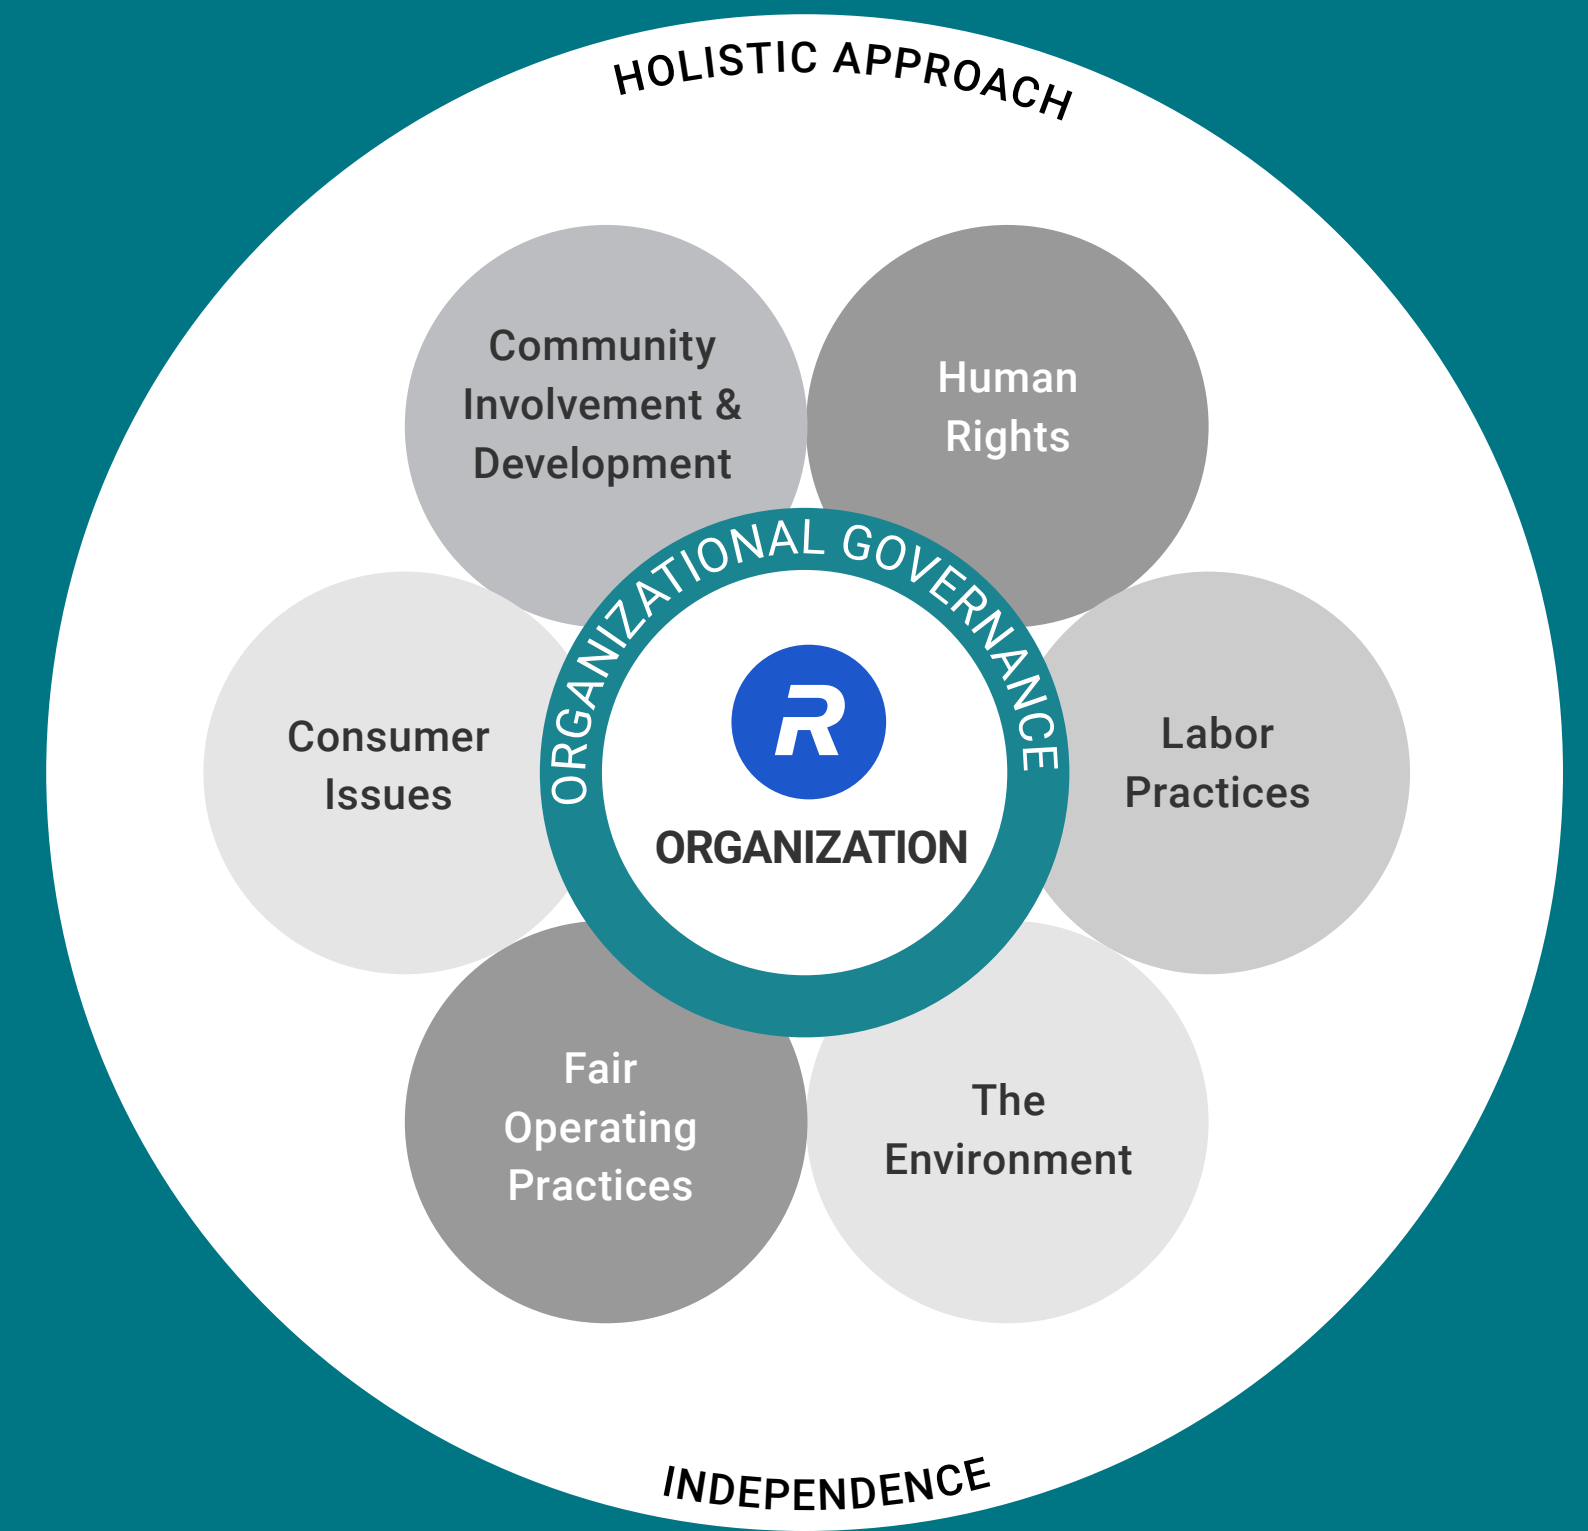 HOLISTIC APPROACH
Community
Involvement &
Development
Human
Rights
ORGANIZATIONAL GOVERNANCE
R
ORGANIZATION
Consumer
Issues
Labor
Practices
Fair
Operating
Practices
The
Environment
INDEPENDENCE